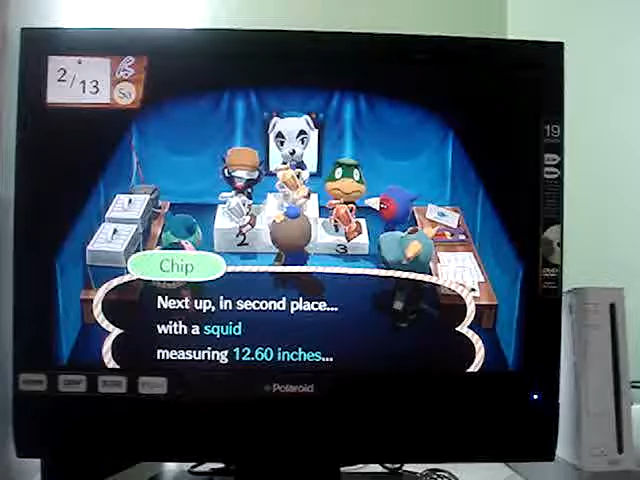 2/13
Sa
19
2
3
Chip
Next up, in second place...
with a squid
measuring 12.60 inches...
Polaroid